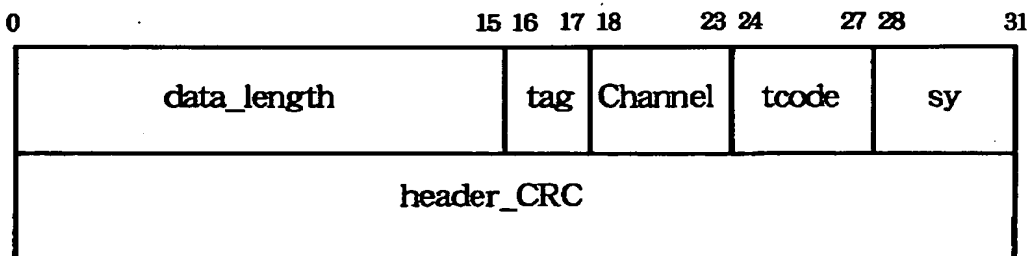 0 15 16 17 18 23 24 27 28 31
data_length tag Channel tcode sy
header_CRC